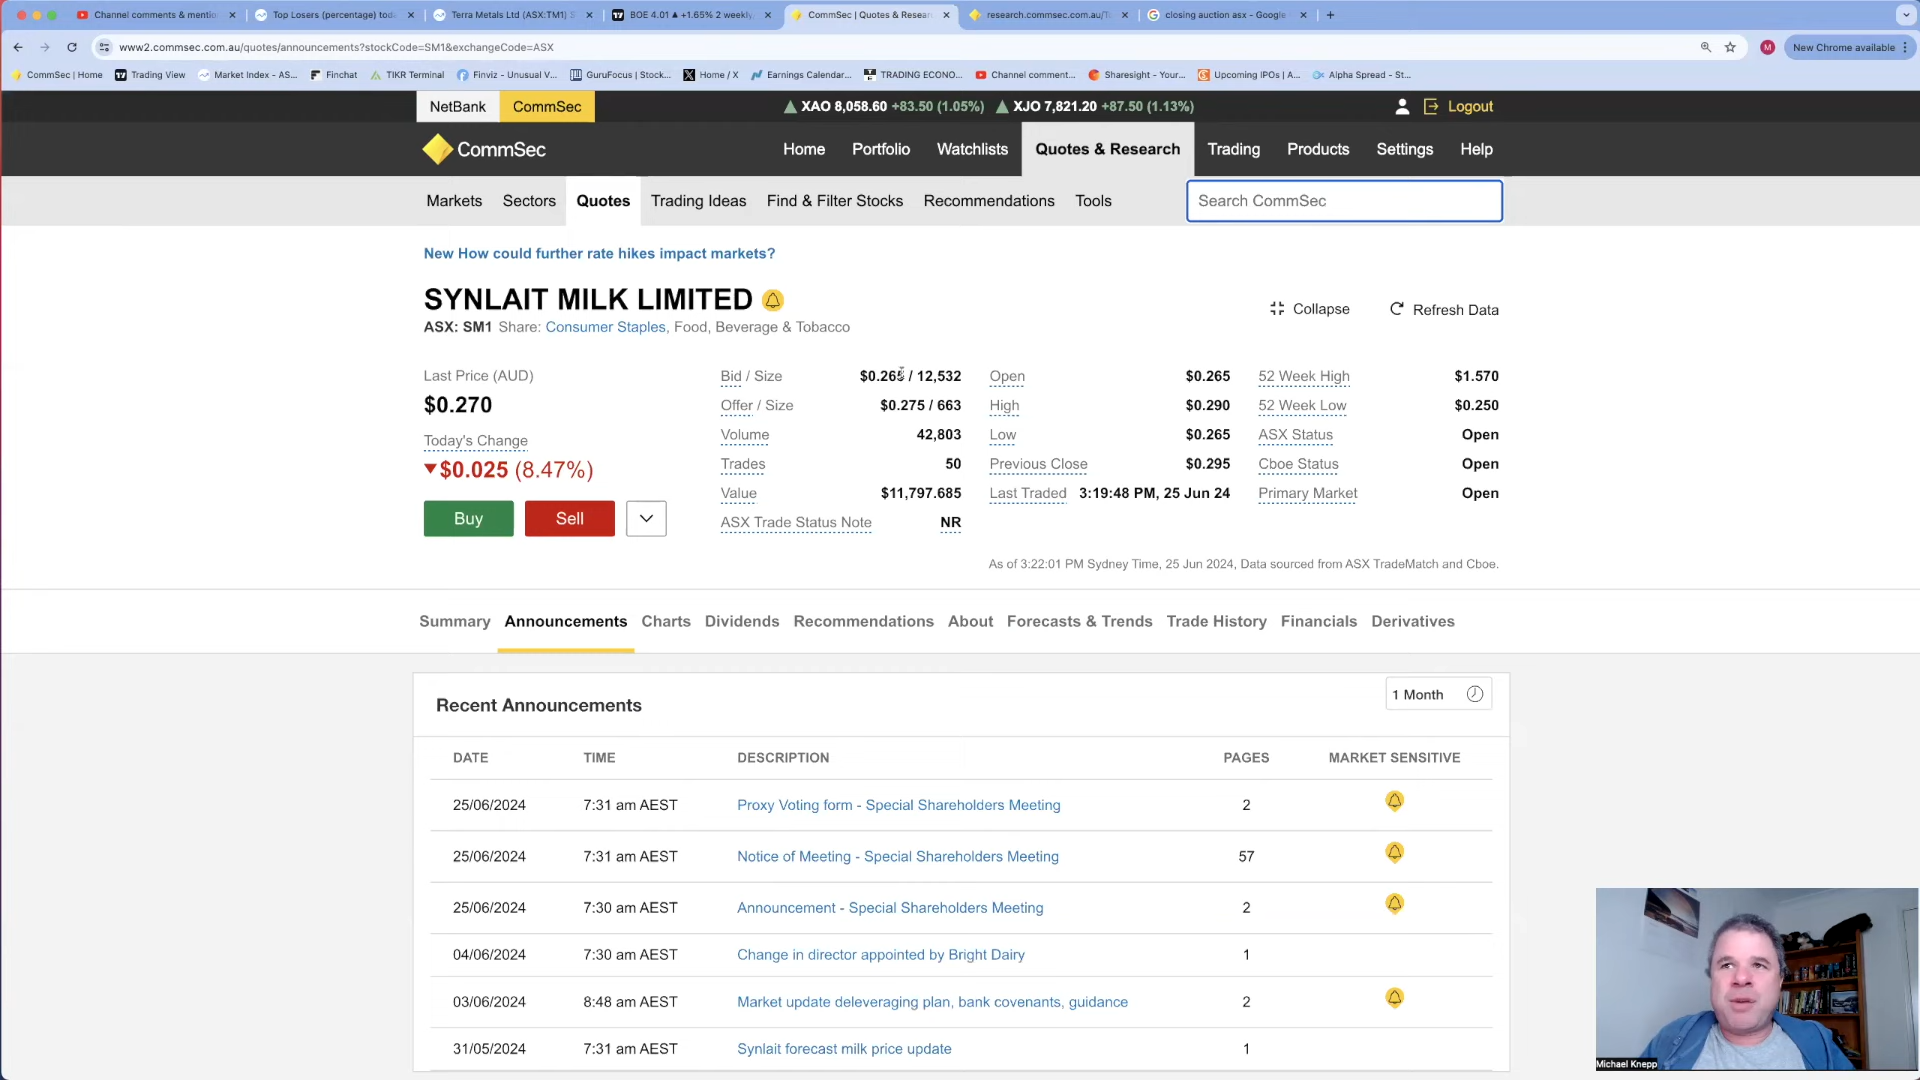 Channel comments & mentio
Top Losers (percentage) tod
Terra Metals Ltd (ASX:TM1) S
BOE 4.01 ▲ +1.65% 2 weekly
CommSec | Quotes & Resear
research.commsec.com.au/T
closing auction asx - Google
www2.commsec.com.au/quotes/announcements?stockCode=SM1&exchangeCode=ASX
M
New Chrome available
CommSec | Home
Trading View
Market Index - AS...
Finchat
TIKR Terminal
Finviz - Unusual V...
GuruFocus | Stock...
Home / X
Earnings Calendar...
TRADING ECONO...
Channel comment...
Sharesight - Your...
Upcoming IPOs | A...
Alpha Spread - St...
NetBank
CommSec
▲ XAO 8,058.60 +83.50 (1.05%)
▲ XJO 7,821.20 +87.50 (1.13%)
Logout
CommSec
Home
Portfolio
Watchlists
Quotes & Research
Trading
Products
Settings
Help
Markets
Sectors
Quotes
Trading Ideas
Find & Filter Stocks
Recommendations
Tools
Search CommSec
New How could further rate hikes impact markets?
SYNLAIT MILK LIMITED
Collapse
Refresh Data
ASX: SM1 Share: Consumer Staples, Food, Beverage & Tobacco
Last Price (AUD)
$0.270
Today's Change
▼$0.025 (8.47%)
Buy
Sell
Bid / Size $0.265 / 12,532
Offer / Size $0.275 / 663
Volume 42,803
Trades 50
Value $11,797.685
ASX Trade Status Note NR
Open $0.265
High $0.290
Low $0.265
Previous Close $0.295
Last Traded 3:19:48 PM, 25 Jun 24
52 Week High $1.570
52 Week Low $0.250
ASX Status Open
Cboe Status Open
Primary Market Open
As of 3:22:01 PM Sydney Time, 25 Jun 2024, Data sourced from ASX TradeMatch and Cboe.
Summary
Announcements
Charts
Dividends
Recommendations
About
Forecasts & Trends
Trade History
Financials
Derivatives
Recent Announcements
1 Month
DATE TIME DESCRIPTION PAGES MARKET SENSITIVE
25/06/2024 7:31 am AEST Proxy Voting form - Special Shareholders Meeting 2
25/06/2024 7:31 am AEST Notice of Meeting - Special Shareholders Meeting 57
25/06/2024 7:30 am AEST Announcement - Special Shareholders Meeting 2
04/06/2024 7:30 am AEST Change in director appointed by Bright Dairy 1
03/06/2024 8:48 am AEST Market update deleveraging plan, bank covenants, guidance 2
31/05/2024 7:31 am AEST Synlait forecast milk price update 1
Michael Knepp